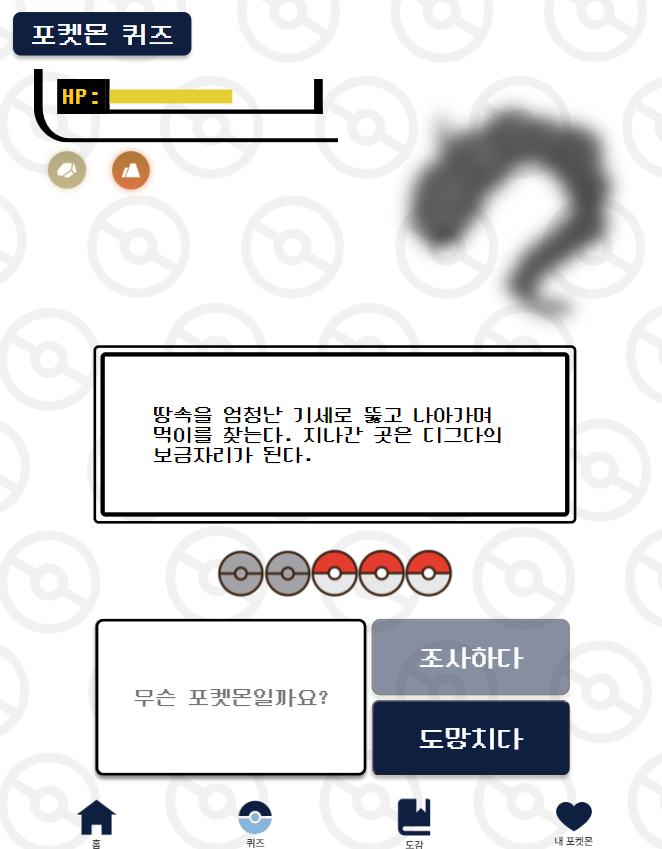 포켓몬 퀴즈
HP:
땅속을 엄청난 기세로 뚫고 나아가며
먹이를 찾는다. 지나간 곳은 디그다의
보금자리가 된다.
무슨 포켓몬일까요?
조사하다
도망치다
홈
퀴즈
도감
내 포켓몬